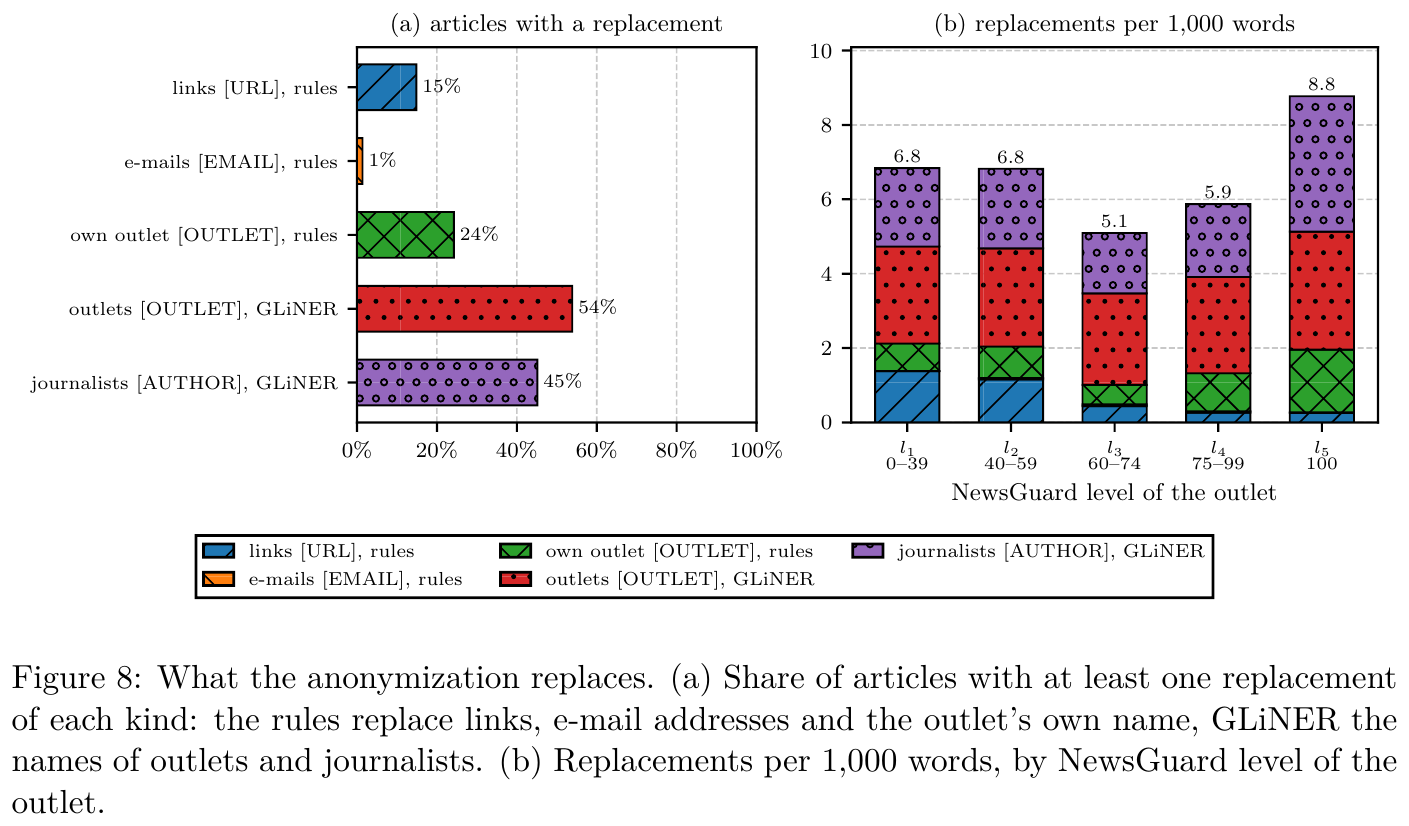 (a) articles with a replacement
links [URL], rules
15%
e-mails [EMAIL], rules
1%
own outlet [OUTLET], rules
24%
outlets [OUTLET], GLiNER
54%
journalists [AUTHOR], GLiNER
45%
0% 20% 40% 60% 80% 100%
(b) replacements per 1,000 words
10
8
6
4
2
0
6.8 6.8 5.1 5.9 8.8
l1 l2 l3 l4 l5
0–39 40–59 60–74 75–99 100
NewsGuard level of the outlet
links [URL], rules own outlet [OUTLET], rules journalists [AUTHOR], GLiNER
e-mails [EMAIL], rules outlets [OUTLET], GLiNER
Figure 8: What the anonymization replaces. (a) Share of articles with at least one replacement
of each kind: the rules replace links, e-mail addresses and the outlet's own name, GLiNER the
names of outlets and journalists. (b) Replacements per 1,000 words, by NewsGuard level of the
outlet.